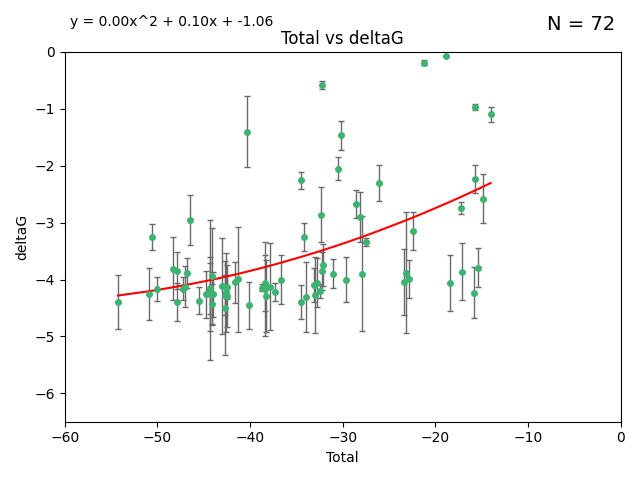 y = 0.00x^2 + 0.10x + -1.06
N = 72
Total vs deltaG
0
−1
−2
−3
−4
−5
−6
deltaG
−60 −50 −40 −30 −20 −10 0
Total